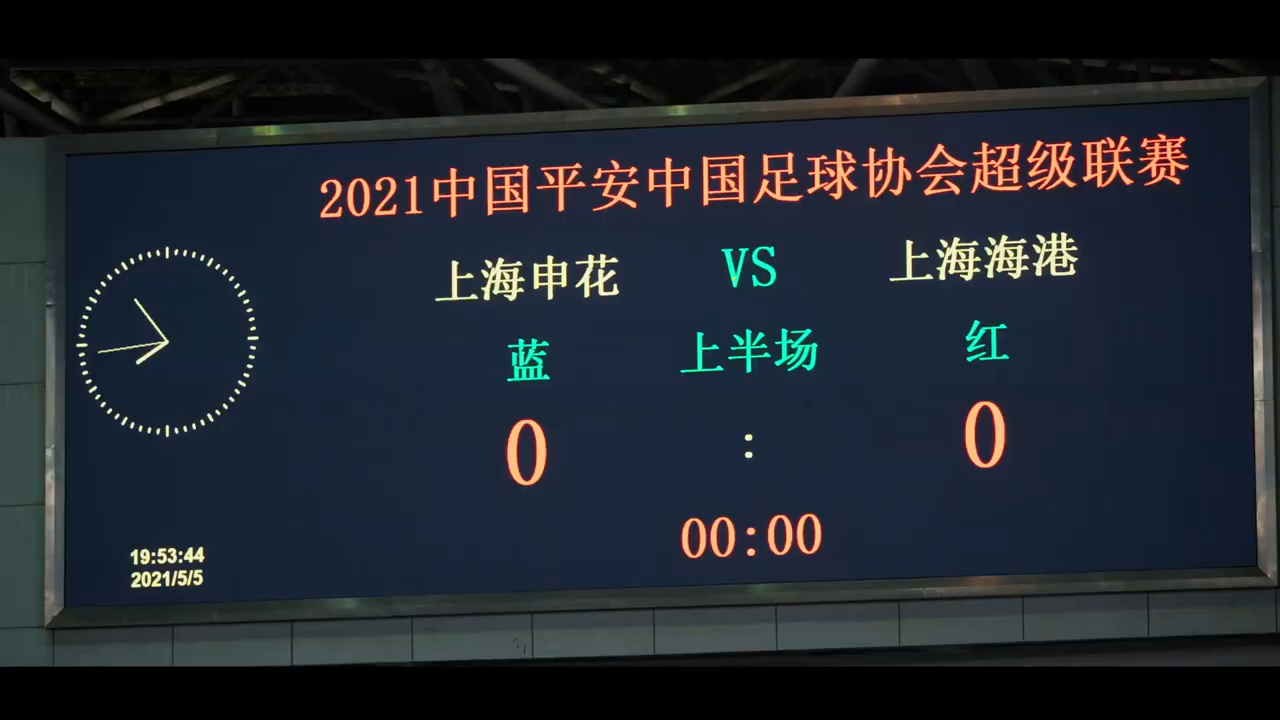 2021中国平安中国足球协会超级联赛
上海申花 VS 上海海港
蓝 上半场 红
0 : 0
00:00
19:53:44
2021/5/5